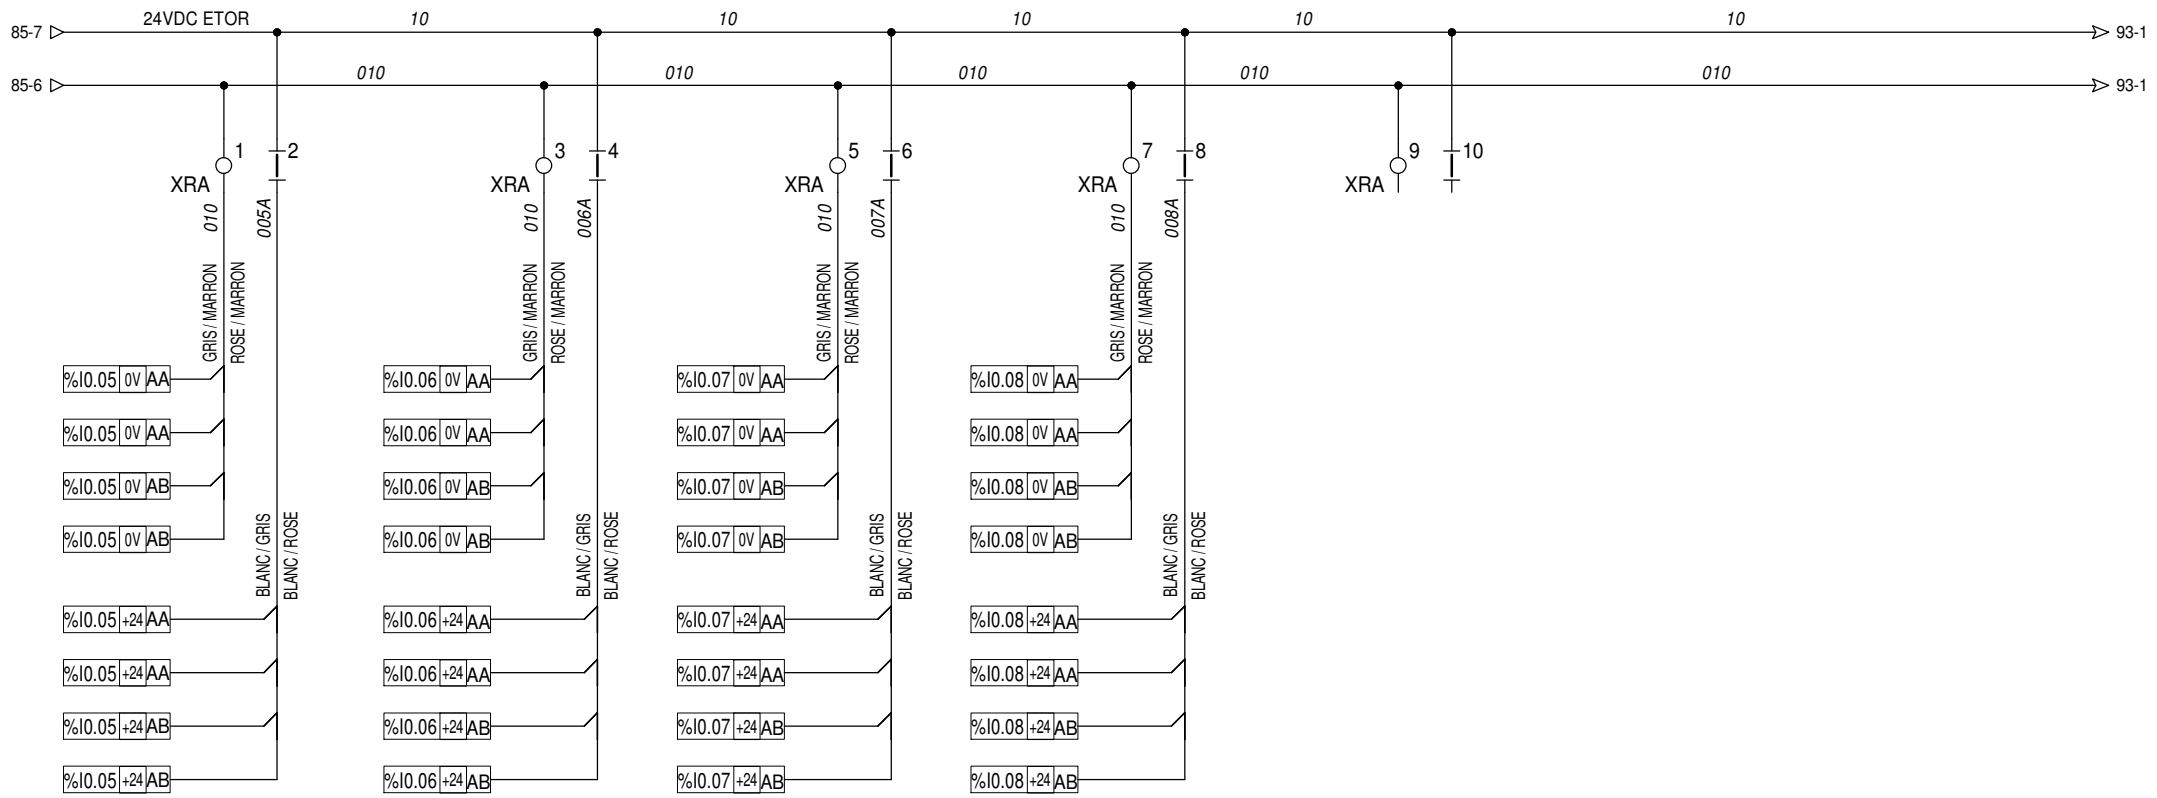 24VDC ETOR 10 10 10 10 10
85-7 93-1
010 010 010 010 010
85-6 93-1
1 2 3 4 5 6 7 8 9 10
XRA XRA XRA XRA XRA
010 005A 010 006A 010 007A 010 008A
GRIS / MARRON ROSE / MARRON GRIS / MARRON ROSE / MARRON GRIS / MARRON ROSE / MARRON GRIS / MARRON ROSE / MARRON
%I0.05 0V AA %I0.06 0V AA %I0.07 0V AA %I0.08 0V AA
%I0.05 0V AA %I0.06 0V AA %I0.07 0V AA %I0.08 0V AA
%I0.05 0V AB %I0.06 0V AB %I0.07 0V AB %I0.08 0V AB
%I0.05 0V AB %I0.06 0V AB %I0.07 0V AB %I0.08 0V AB
BLANC / GRIS BLANC / ROSE BLANC / GRIS BLANC / ROSE BLANC / GRIS BLANC / ROSE BLANC / GRIS BLANC / ROSE
%I0.05 +24 AA %I0.06 +24 AA %I0.07 +24 AA %I0.08 +24 AA
%I0.05 +24 AA %I0.06 +24 AA %I0.07 +24 AA %I0.08 +24 AA
%I0.05 +24 AB %I0.06 +24 AB %I0.07 +24 AB %I0.08 +24 AB
%I0.05 +24 AB %I0.06 +24 AB %I0.07 +24 AB %I0.08 +24 AB